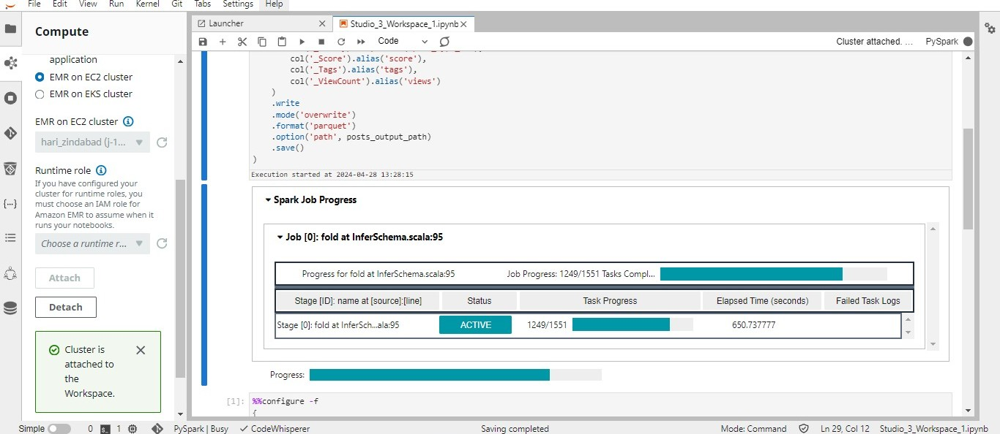 File Edit View Run Kernel Git Tabs Settings Help
Compute
application
EMR on EC2 cluster
EMR on EKS cluster
EMR on EC2 cluster
hari_zindabad (j-1...
Runtime role
If you have configured your
cluster for runtime roles, you
must choose an IAM role for
Amazon EMR to assume when it
runs your notebooks.
Choose a runtime r...
Attach
Detach
Cluster is
attached to
the
Workspace.
Launcher
Studio_3_Workspace_1.ipynb
Code
Cluster attached. ...
PySpark
col('_Score').alias('score'),
col('_Tags').alias('tags'),
col('_ViewCount').alias('views')
)
.write
.mode('overwrite')
.format('parquet')
.option('path', posts_output_path)
.save()
)
Execution started at 2024-04-28 13:28:15
Spark Job Progress
Job [0]: fold at InferSchema.scala:95
Progress for fold at InferSchema.scala:95 Job Progress: 1249/1551 Tasks Compl...
Stage [ID]: name at [source]:[line] Status Task Progress Elapsed Time (seconds) Failed Task Logs
Stage [0]: fold at InferSch...ala:95 ACTIVE 1249/1551 650.737777
Progress:
[1]: %%configure -f
{
Simple 0 $_ 1 PySpark | Busy CodeWhisperer Saving completed Mode: Command Ln 29, Col 12 Studio_3_Workspace_1.ipynb